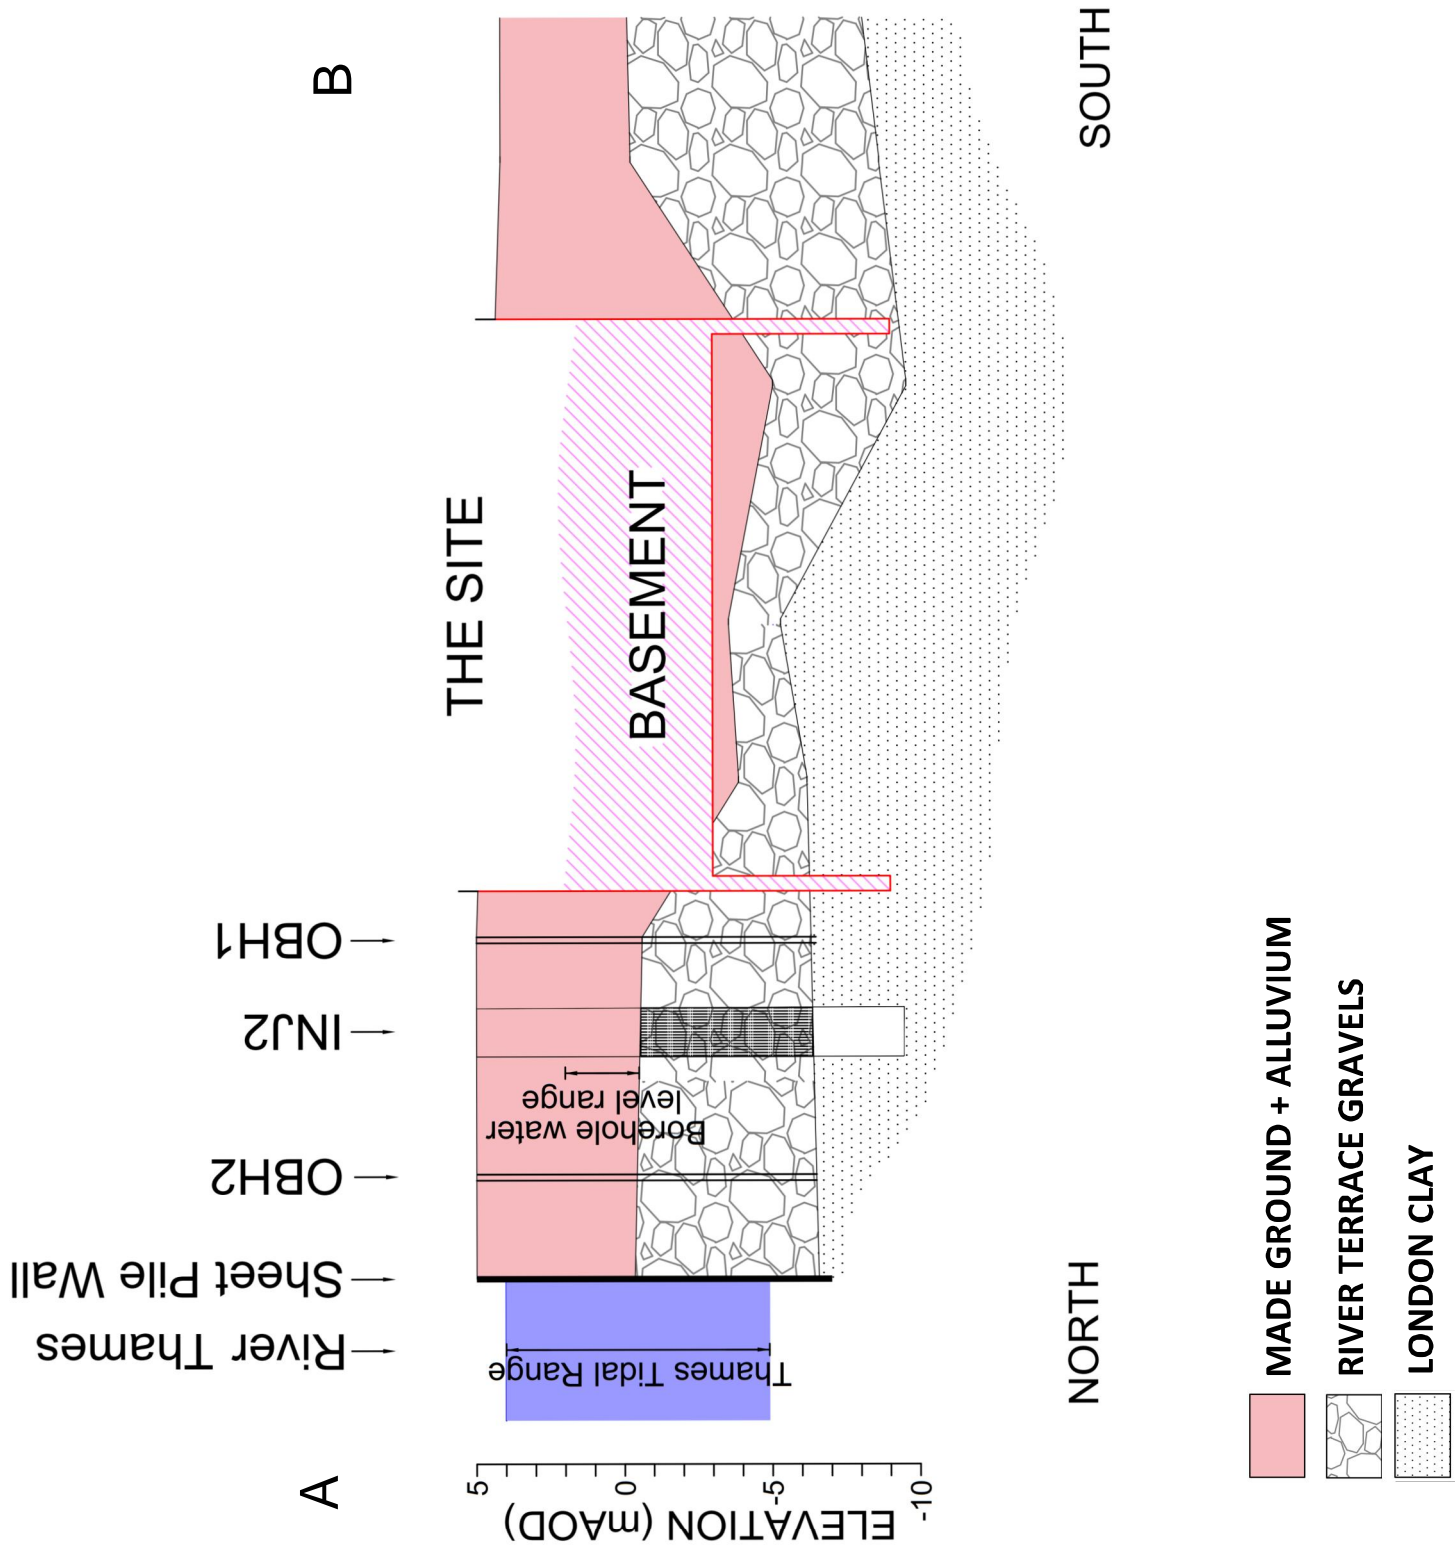 A
B
River Thames
Sheet Pile Wall
OBH2
INJ2
OBH1
THE SITE
BASEMENT
Thames Tidal Range
Borehole water
level range
ELEVATION (mAOD)
5
0
-5
-10
NORTH
SOUTH
MADE GROUND + ALLUVIUM
RIVER TERRACE GRAVELS
LONDON CLAY